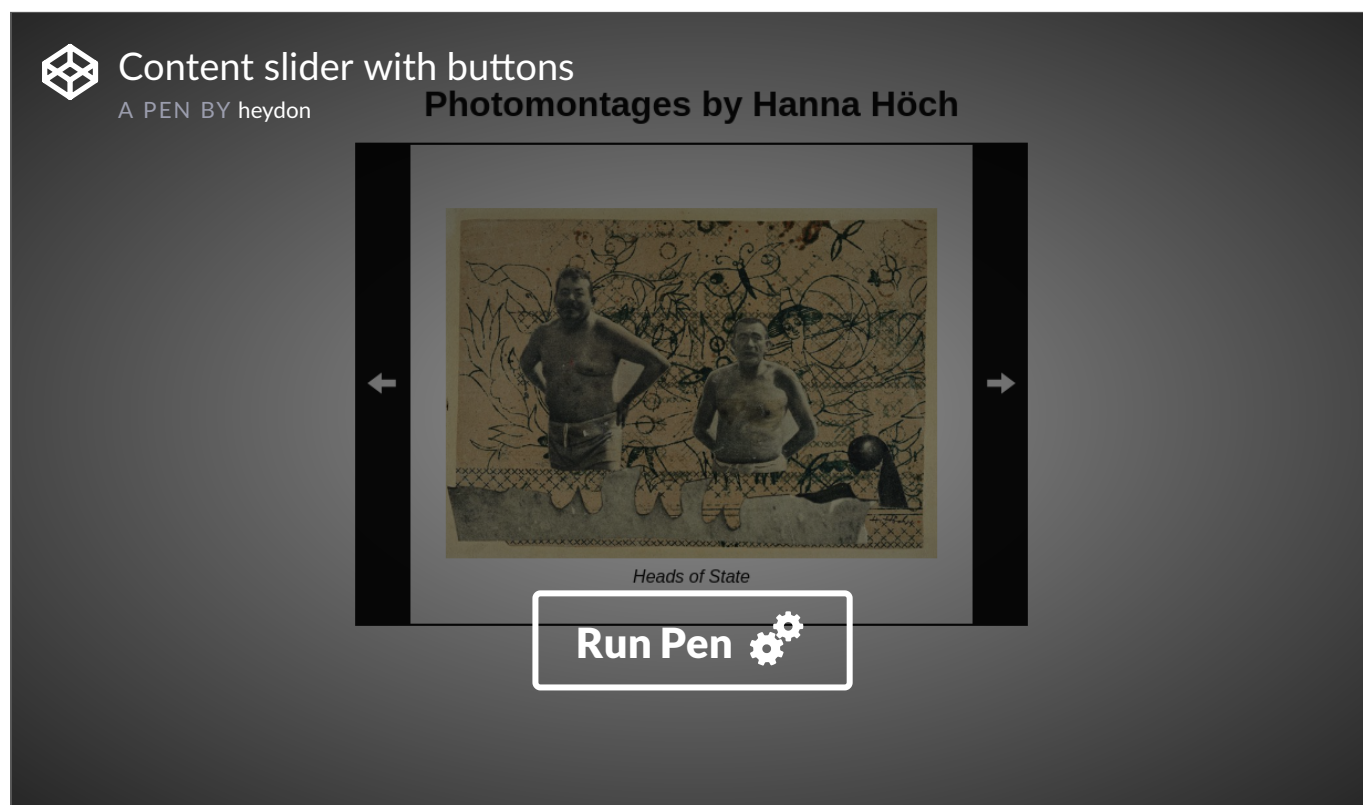 Content slider with buttons
A PEN BY heydon
Photomontages by Hanna Höch
Heads of State
Run Pen